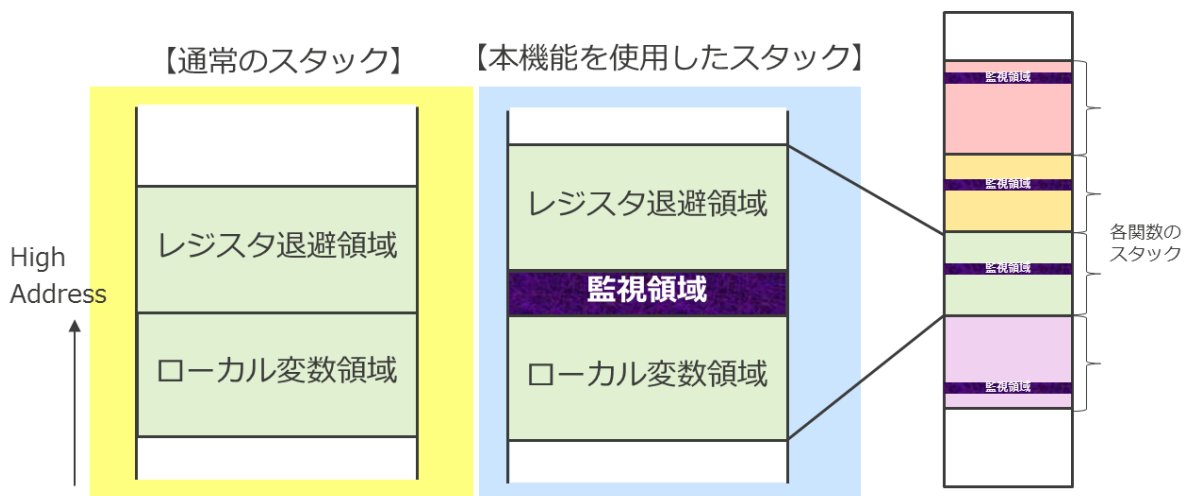 【通常のスタック】
【本機能を使用したスタック】
High
Address
レジスタ退避領域
ローカル変数領域
レジスタ退避領域
監視領域
ローカル変数領域
監視領域
監視領域
監視領域
監視領域
各関数の
スタック